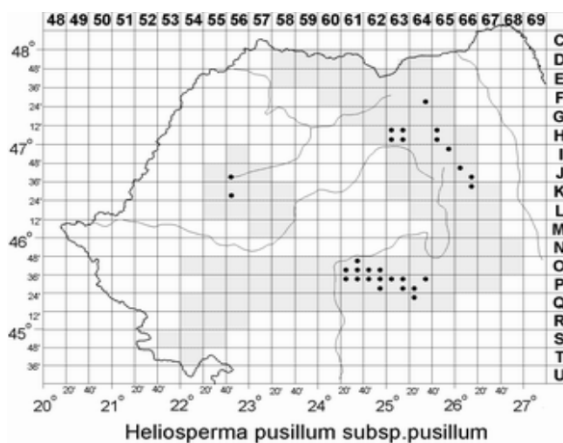 48 49 50 51 52 53 54 55 56 57 58 59 60 61 62 63 64 65 66 67 68 69
C
48° D
48' E
36' F
24' G
12' H
47° I
48' J
36' K
24' L
12' M
46° N
48' O
36' P
24' Q
12' R
45° S
48' T
36' U
20' 40' 20' 40' 20' 40' 20' 40' 20' 40' 20' 40' 20' 40'
20° 21° 22° 23° 24° 25° 26° 27°
Heliosperma pusillum subsp.pusillum